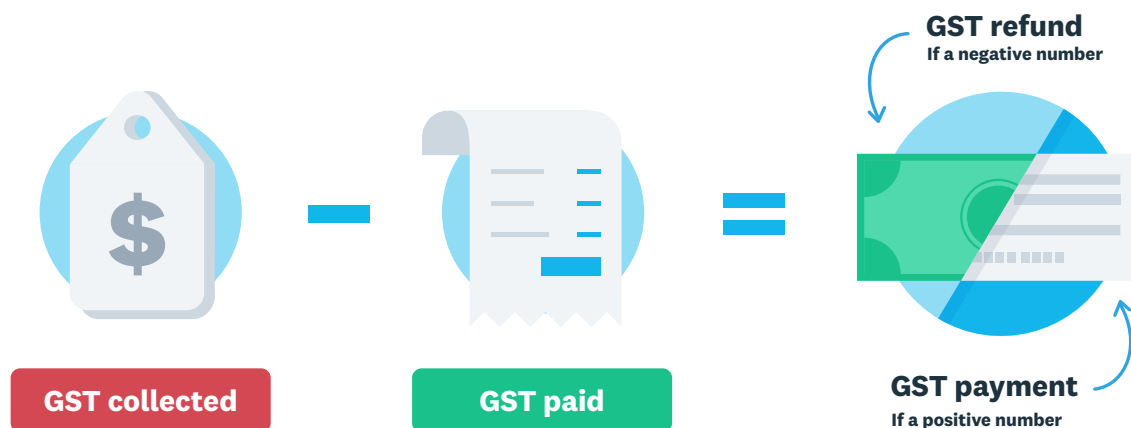 GST refund
If a negative number
$
GST collected
GST paid
GST payment
If a positive number